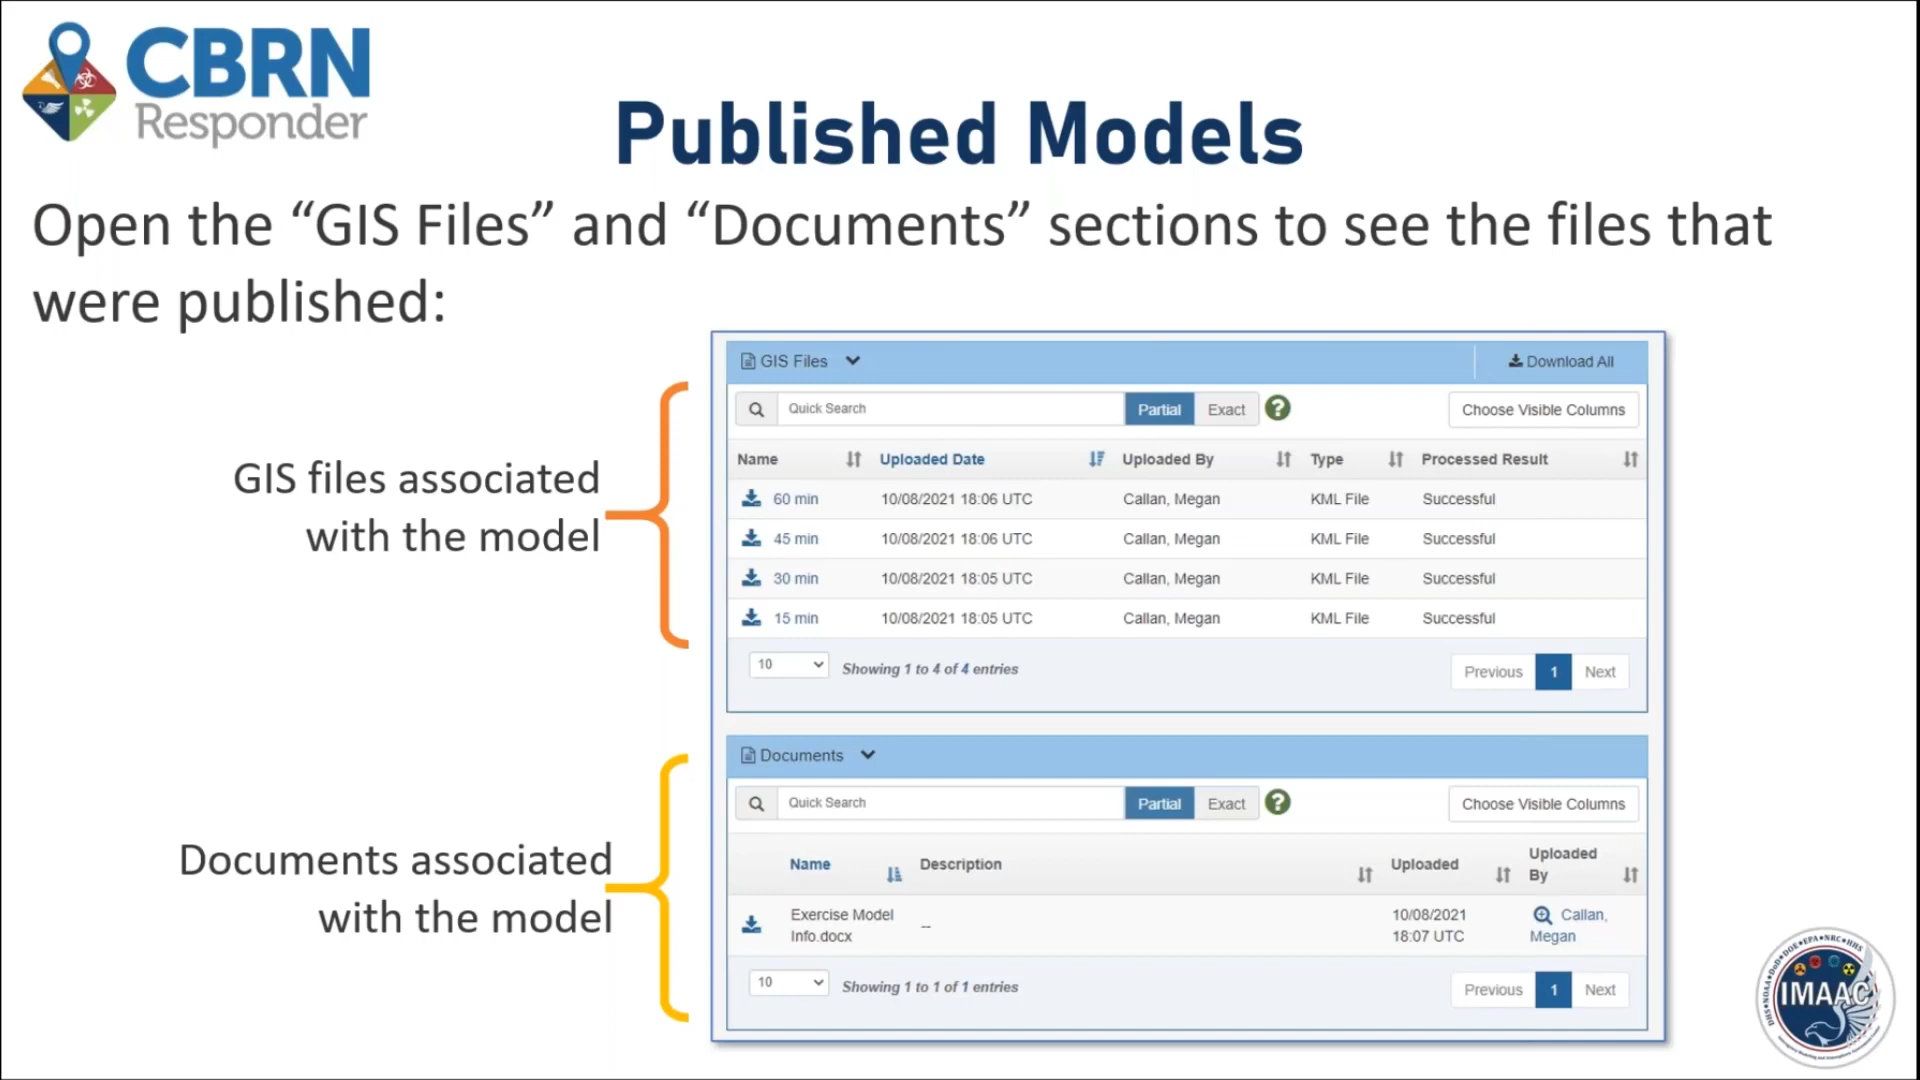 CBRN
Responder
Published Models
Open the “GIS Files” and “Documents” sections to see the files that
were published:
GIS files associated
with the model
GIS Files
Download All
Quick Search Partial Exact ? Choose Visible Columns
Name Uploaded Date Uploaded By Type Processed Result
60 min 10/08/2021 18:06 UTC Callan, Megan KML File Successful
45 min 10/08/2021 18:06 UTC Callan, Megan KML File Successful
30 min 10/08/2021 18:05 UTC Callan, Megan KML File Successful
15 min 10/08/2021 18:05 UTC Callan, Megan KML File Successful
10 Showing 1 to 4 of 4 entries Previous 1 Next
Documents associated
with the model
Documents
Quick Search Partial Exact ? Choose Visible Columns
Name Description Uploaded Uploaded
By
Exercise Model -- 10/08/2021 Callan,
Info.docx 18:07 UTC Megan
10 Showing 1 to 1 of 1 entries Previous 1 Next
DHS•NOAA•DoD•DOE•EPA•NRC•HHS
IMAAC